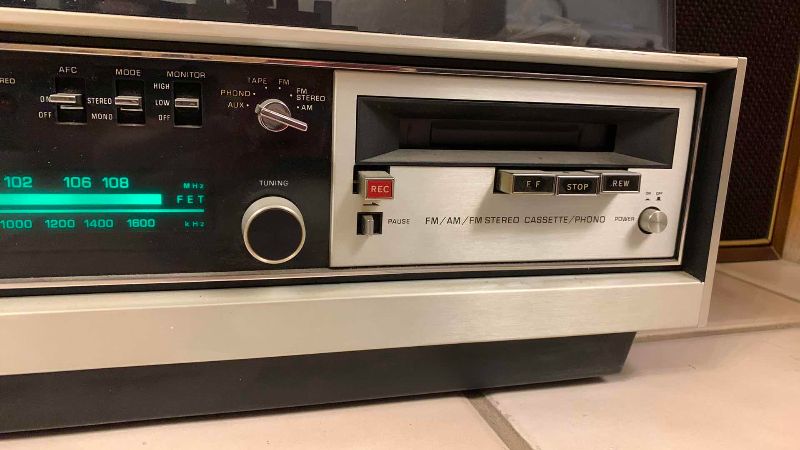 REO
AFC
ON
OFF
MODE
STEREO
MONO
MONITOR
HIGH
LOW
OFF
TAPE
FM
PHONO
FM
STEREO
AUX
AM
102 106 108 MHz
FET
1000 1200 1400 1600 kHz
TUNING
REC
PAUSE
F F
STOP
REW
ON OFF
POWER
FM/AM/FM STEREO CASSETTE/PHONO